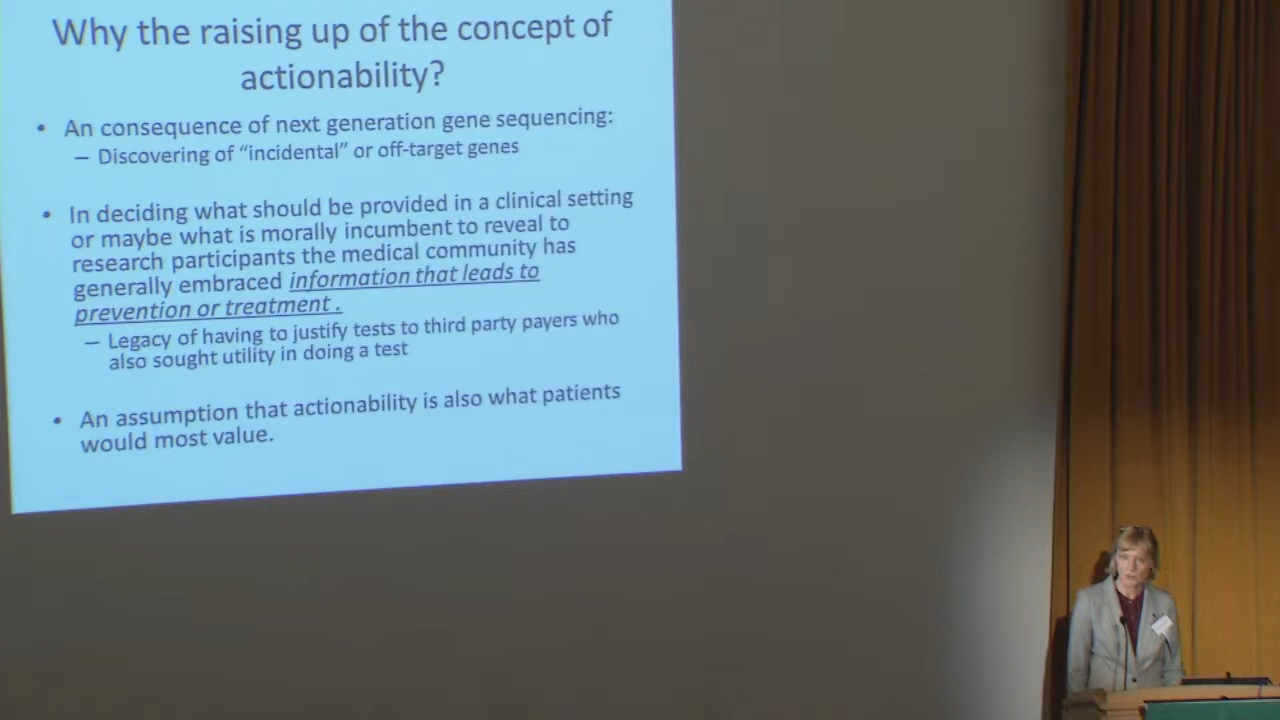 Why the raising up of the concept of
actionability?
• An consequence of next generation gene sequencing:
– Discovering of “incidental” or off-target genes
• In deciding what should be provided in a clinical setting
or maybe what is morally incumbent to reveal to
research participants the medical community has
generally embraced information that leads to
prevention or treatment .
– Legacy of having to justify tests to third party payers who
also sought utility in doing a test
• An assumption that actionability is also what patients
would most value.